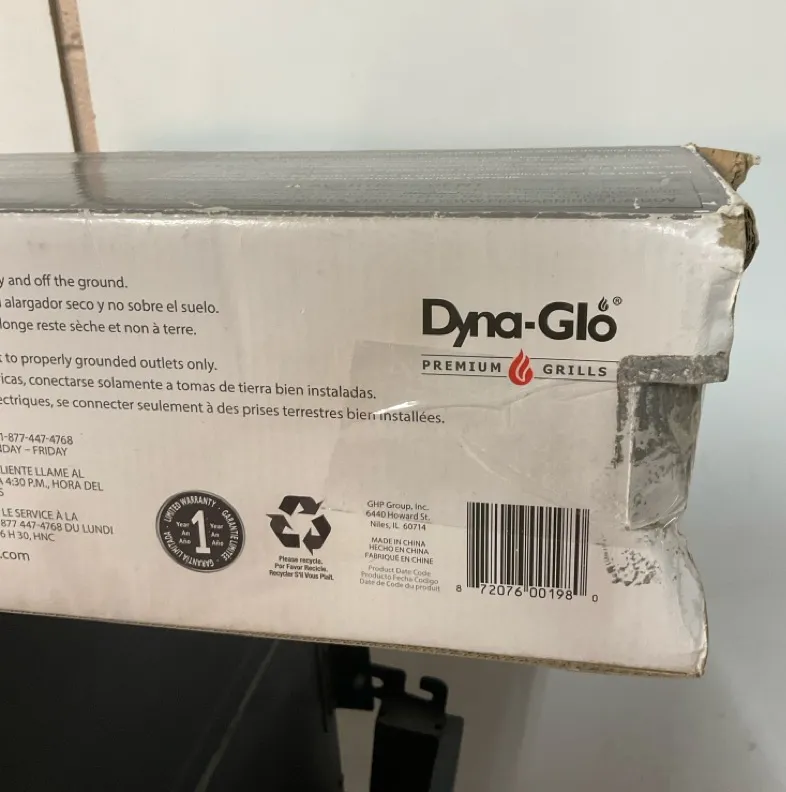 y and off the ground.
alargador seco y no sobre el suelo.
longe reste sèche et non à terre.
to properly grounded outlets only.
icas, conectarse solamente a tomas de tierra bien instaladas.
ectriques, se connecter seulement à des prises terrestres bien installées.
1-877-447-4768
DAY – FRIDAY
LIENTE LLAME AL
A 4:30 P.M., HORA DEL
S
LE SERVICE À LA
877 447-4768 DU LUNDI
6 H 30, HNC
.com
Dyna-Glo®
PREMIUM GRILLS
LIMITED WARRANTY · GARANTIE LIMITÉE · GARANTÍA LIMITADA ·
Year An Año
1
Year An Año
Please recycle.
Por Favor Recicle.
Recycler S'il Vous Plaît.
GHP Group, Inc.
6440 Howard St.
Niles, IL 60714
MADE IN CHINA
HECHO EN CHINA
FABRIQUÉ EN CHINE
Product Date Code
Producto Fecha Codigo
Date de Code du produit
8 72076 00198 0